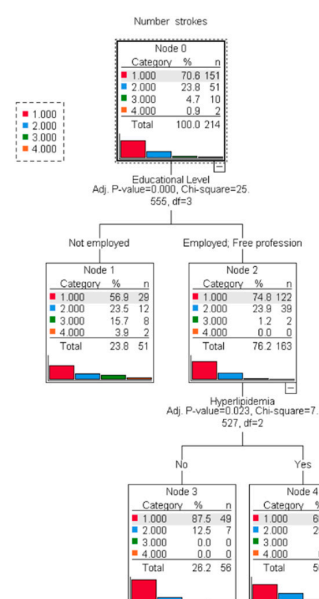 Number strokes
Node 0
Category % n
1.000 70.6 151
2.000 23.8 51
3.000 4.7 10
4.000 0.9 2
Total 100.0 214
1.000
2.000
3.000
4.000
Educational Level
Adj. P-value=0.000, Chi-square=25.
555, df=3
Not employed
Employed; Free profession
Node 1
Category % n
1.000 56.9 29
2.000 23.5 12
3.000 15.7 8
4.000 3.9 2
Total 23.8 51
Node 2
Category % n
1.000 74.8 122
2.000 23.9 39
3.000 1.2 2
4.000 0.0 0
Total 76.2 163
Hyperlipidemia
Adj. P-value=0.023, Chi-square=7.
527, df=2
No
Yes
Node 3
Category % n
1.000 87.5 49
2.000 12.5 7
3.000 0.0 0
4.000 0.0 0
Total 26.2 56
Node 4
Category %
1.000
2.000
3.000
4.000
Total